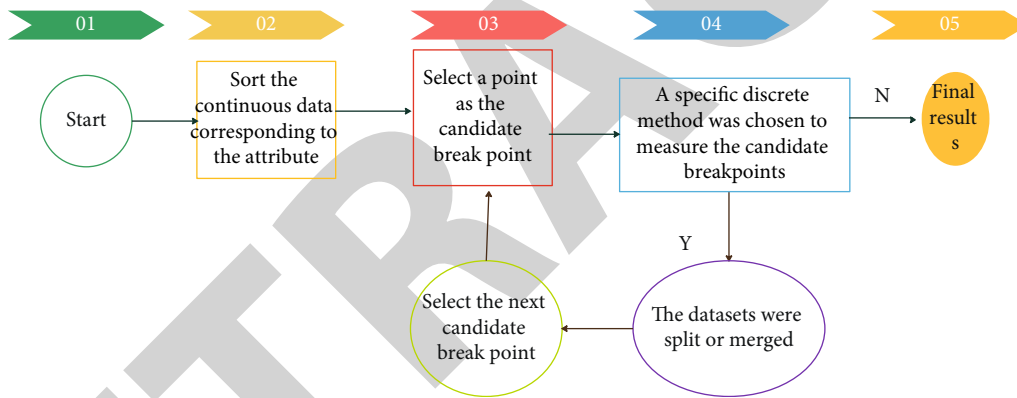 01
02
03
04
05
Start
Sort the
continuous data
corresponding to
the attribute
Select a point
as the
candidate
break point
A specific discrete
method was chosen to
measure the candidate
breakpoints
N
Final
result
s
Y
Select the next
candidate
break point
The datasets were
split or merged
TRAC